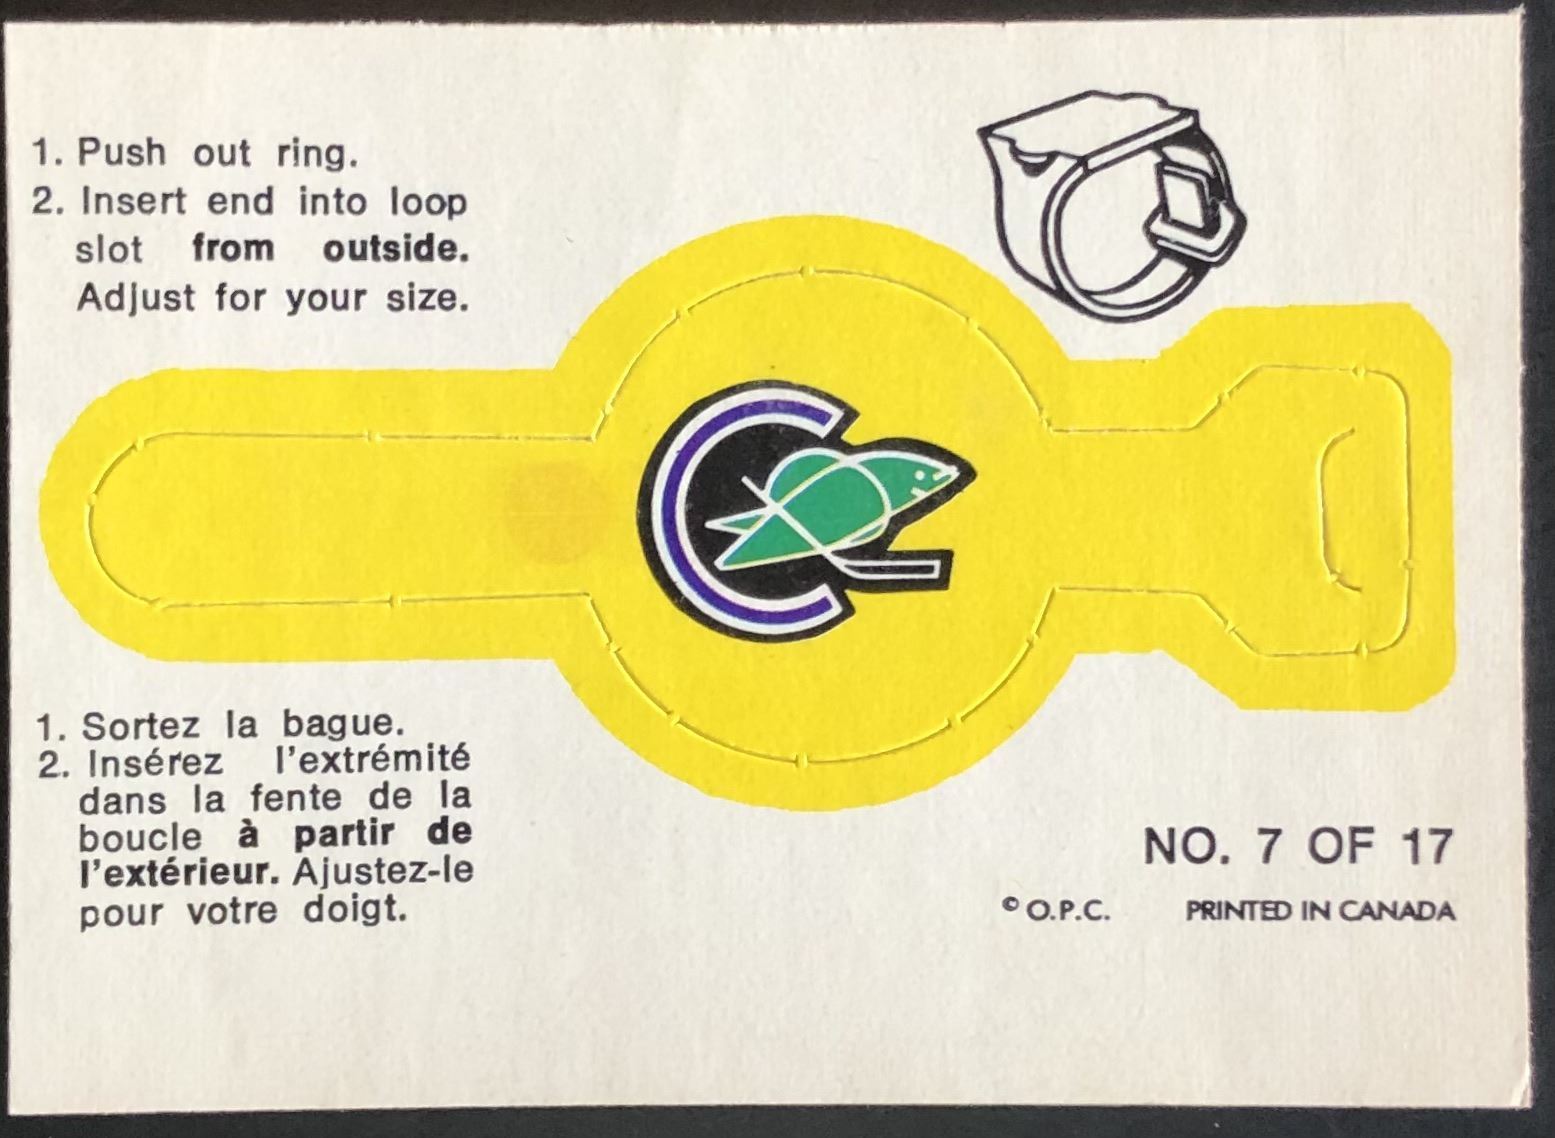 1. Push out ring.
2. Insert end into loop
slot from outside.
Adjust for your size.
1. Sortez la bague.
2. Insérez l'extrémité
dans la fente de la
boucle à partir de
l'extérieur. Ajustez-le
pour votre doigt.
NO. 7 OF 17
© O.P.C. PRINTED IN CANADA